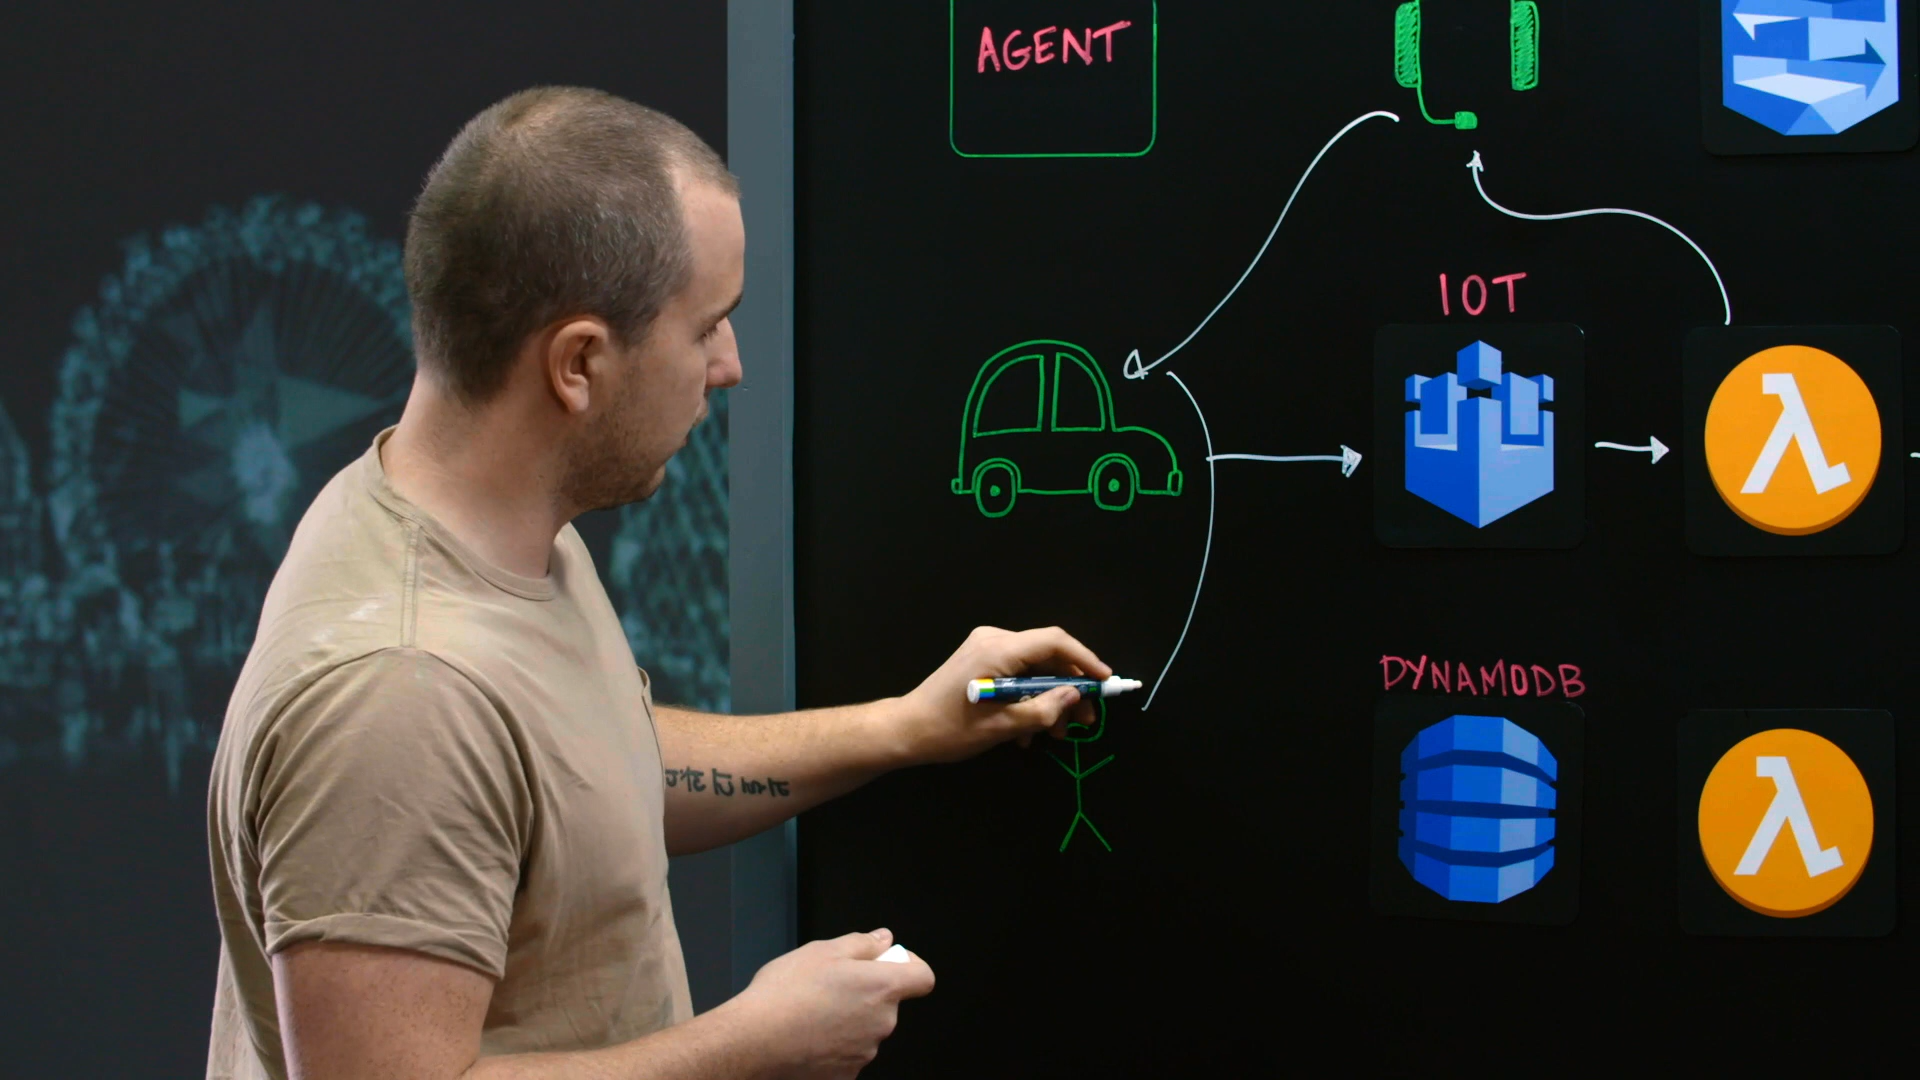 AGENT
IOT
λ
DYNAMODB
λ